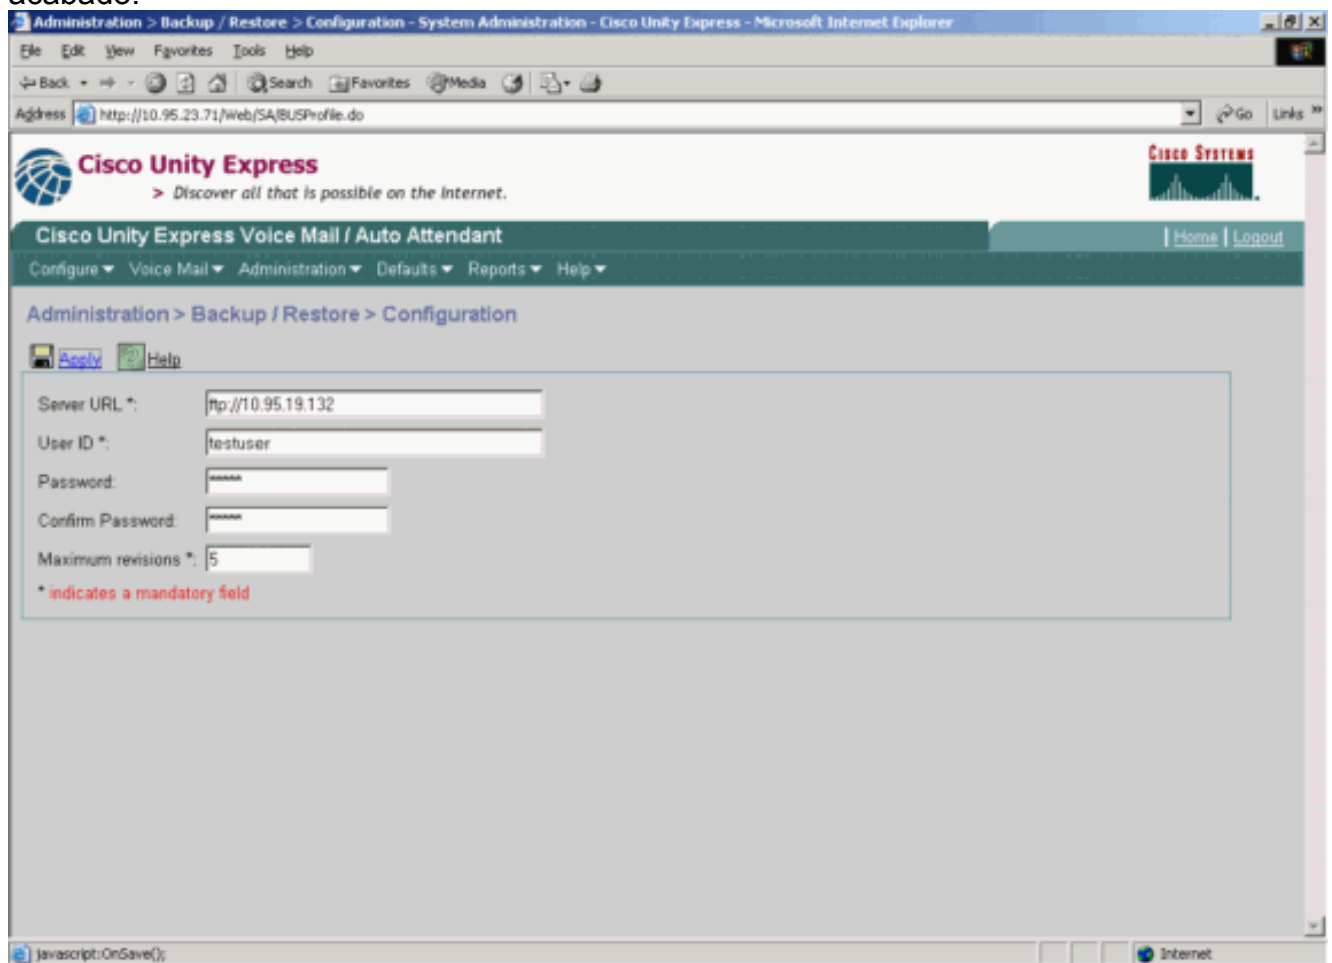 acabado.
Administration > Backup / Restore > Configuration - System Administration - Cisco Unity Express - Microsoft Internet Explorer
File Edit View Favorites Tools Help
Back Search Favorites Media
Address http://10.95.23.71/Web/SA/BUSProfile.do Go Links »
Cisco Unity Express
> Discover all that is possible on the Internet.
CISCO SYSTEMS
Cisco Unity Express Voice Mail / Auto Attendant
| Home | Logout
Configure Voice Mail Administration Defaults Reports Help
Administration > Backup / Restore > Configuration
Apply Help
Server URL *: ftp://10.95.19.132
User ID *: testuser
Password: *****
Confirm Password: *****
Maximum revisions *: 5
* indicates a mandatory field
javascript:OnSave();
Internet